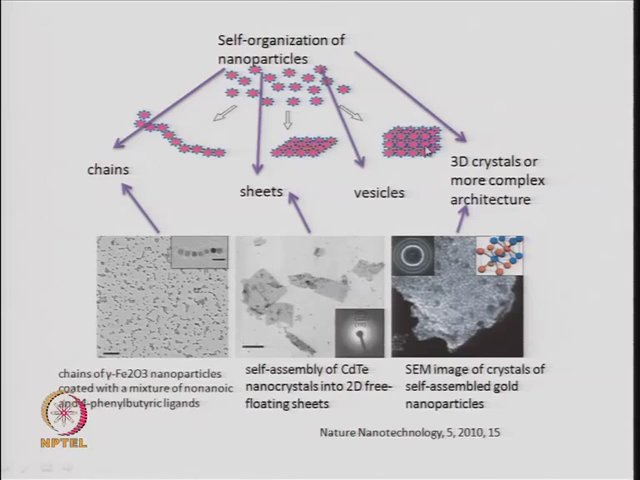 Self-organization of
nanoparticles
chains
sheets
vesicles
3D crystals or
more complex
architecture
chains of γ-Fe2O3 nanoparticles
coated with a mixture of nonanoic
and 4-phenylbutyric ligands
self-assembly of CdTe
nanocrystals into 2D free-
floating sheets
SEM image of crystals of
self-assembled gold
nanoparticles
NPTEL
Nature Nanotechnology, 5, 2010, 15